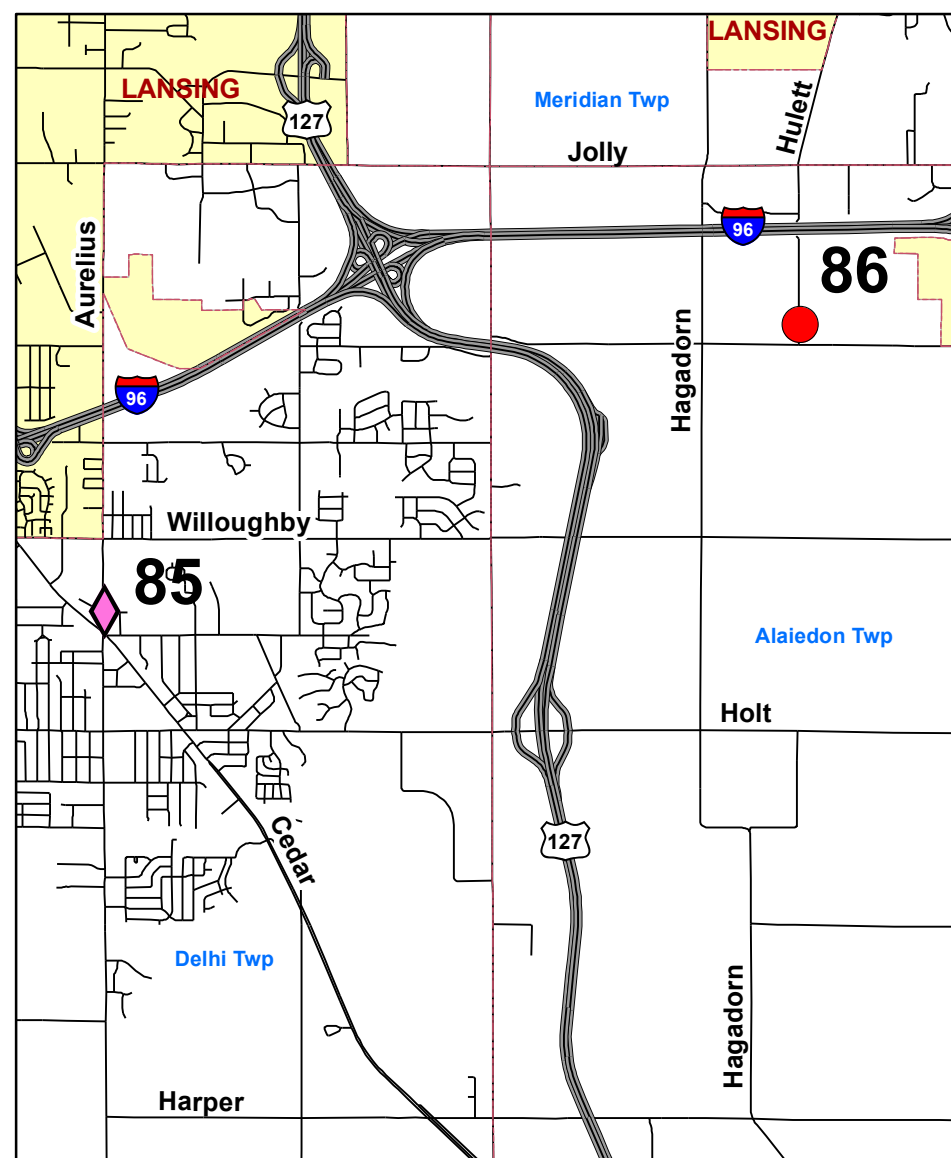 LANSING
LANSING
Meridian Twp
127
Hulett
Jolly
96
Aurelius
86
Hagadorn
96
Willoughby
85
Alaiedon Twp
Holt
127
Cedar
Delhi Twp
Hagadorn
Harper